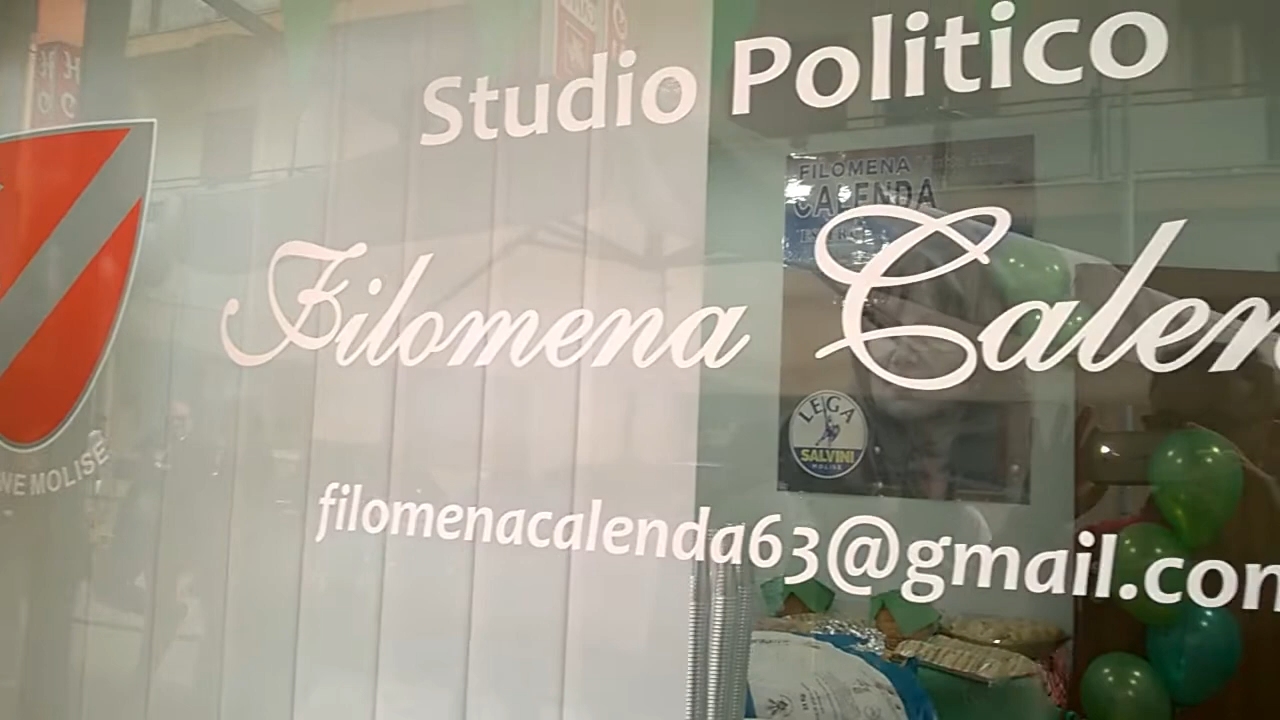 Studio Politico
FILOMENA
CALENDA
Filomena Calen
LEGA
SALVINI
MOLISE
NE MOLISE
filomenacalenda63@gmail.com